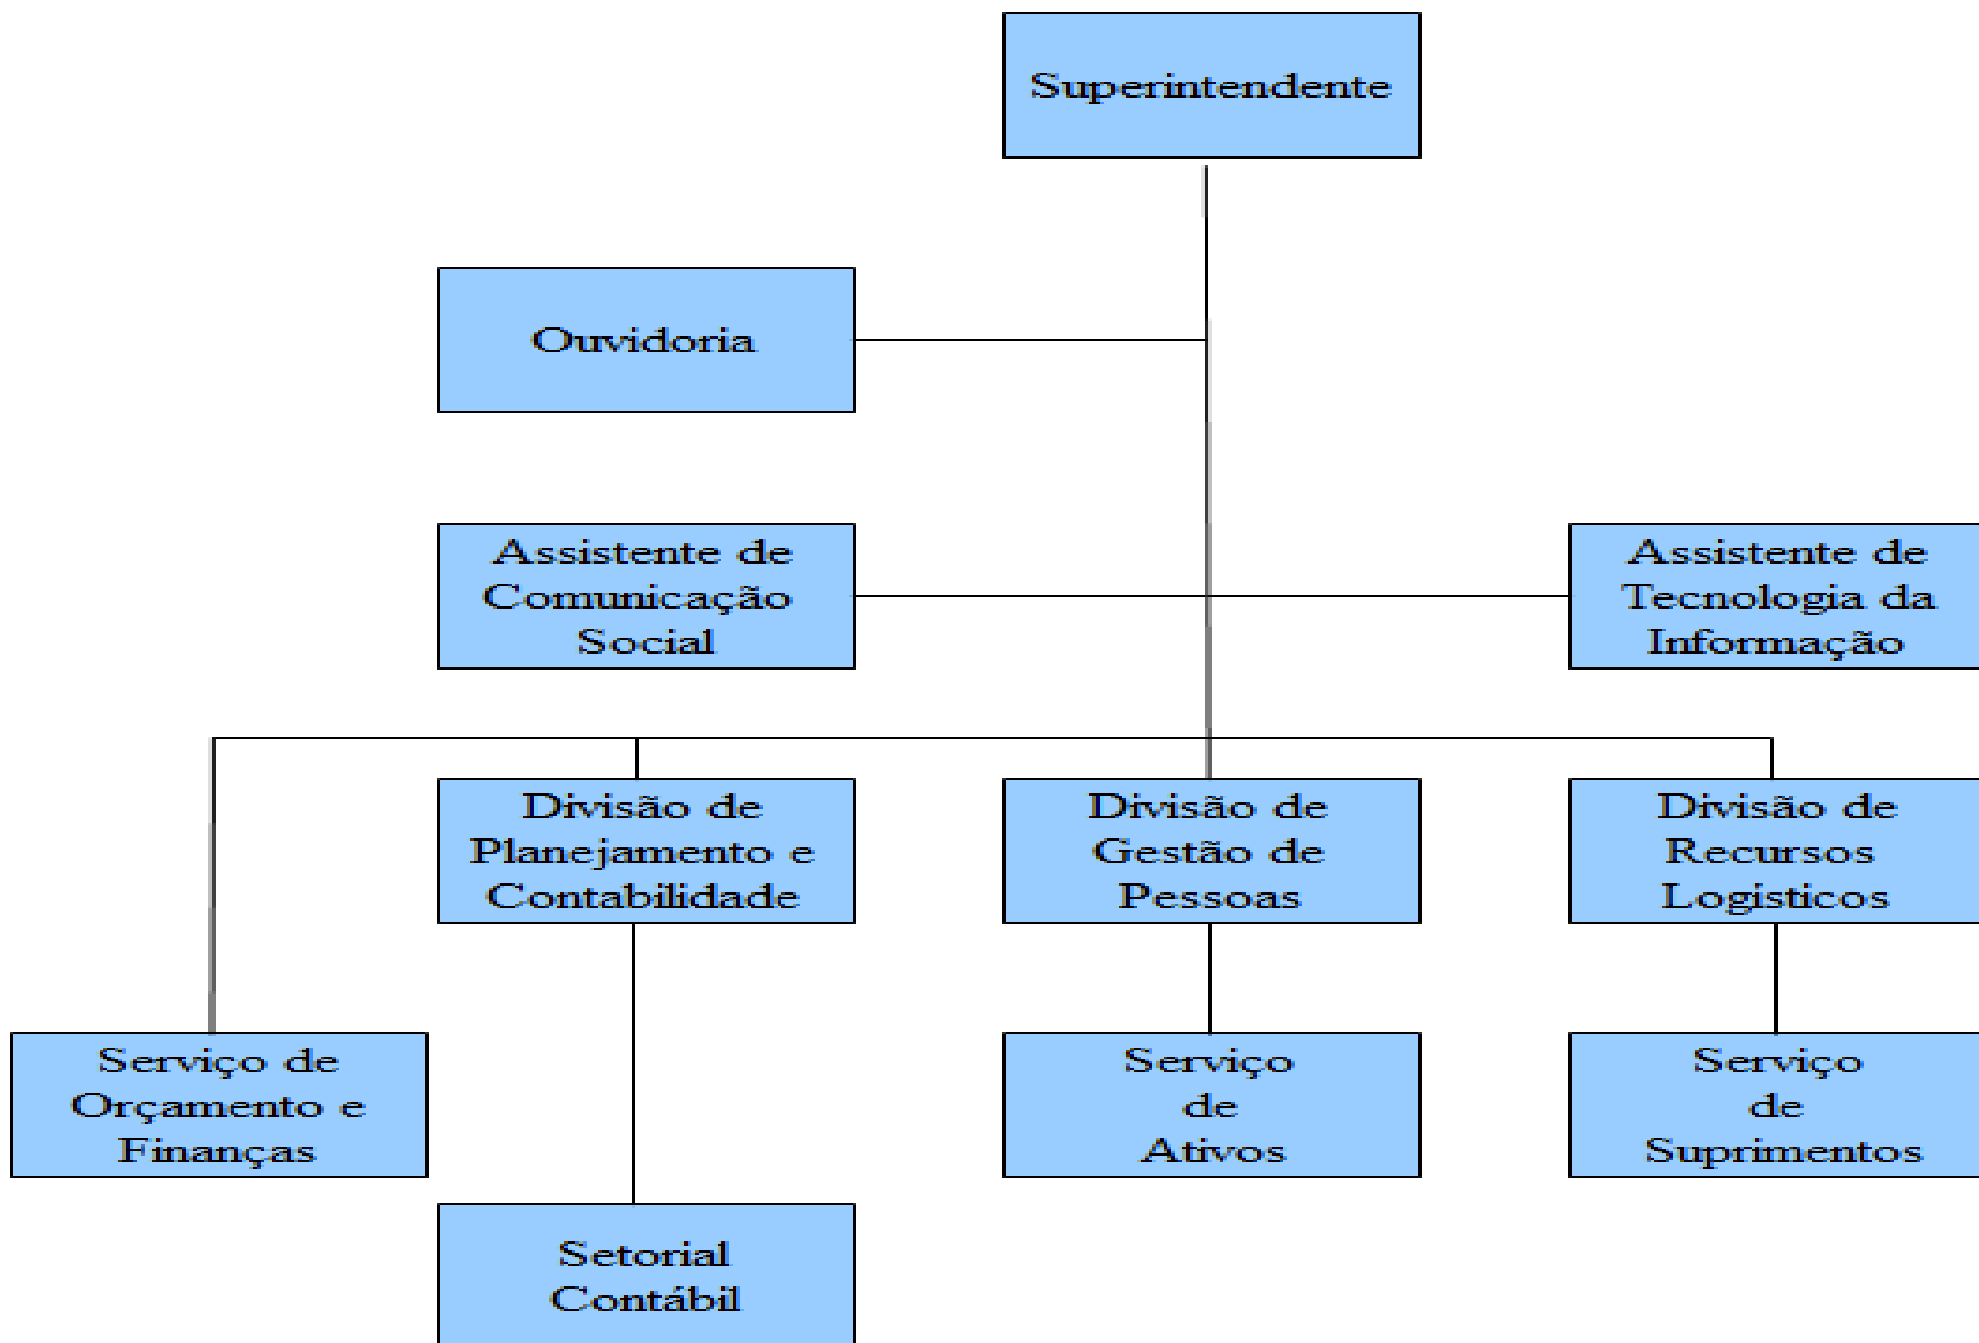 Superintendente
Ouvidoria
Assistente de
Comunicação
Social
Assistente de
Tecnologia da
Informação
Divisão de
Planejamento e
Contabilidade
Divisão de
Gestão de
Pessoas
Divisão de
Recursos
Logísticos
Serviço de
Orçamento e
Finanças
Serviço
de
Ativos
Serviço
de
Suprimentos
Setorial
Contábil